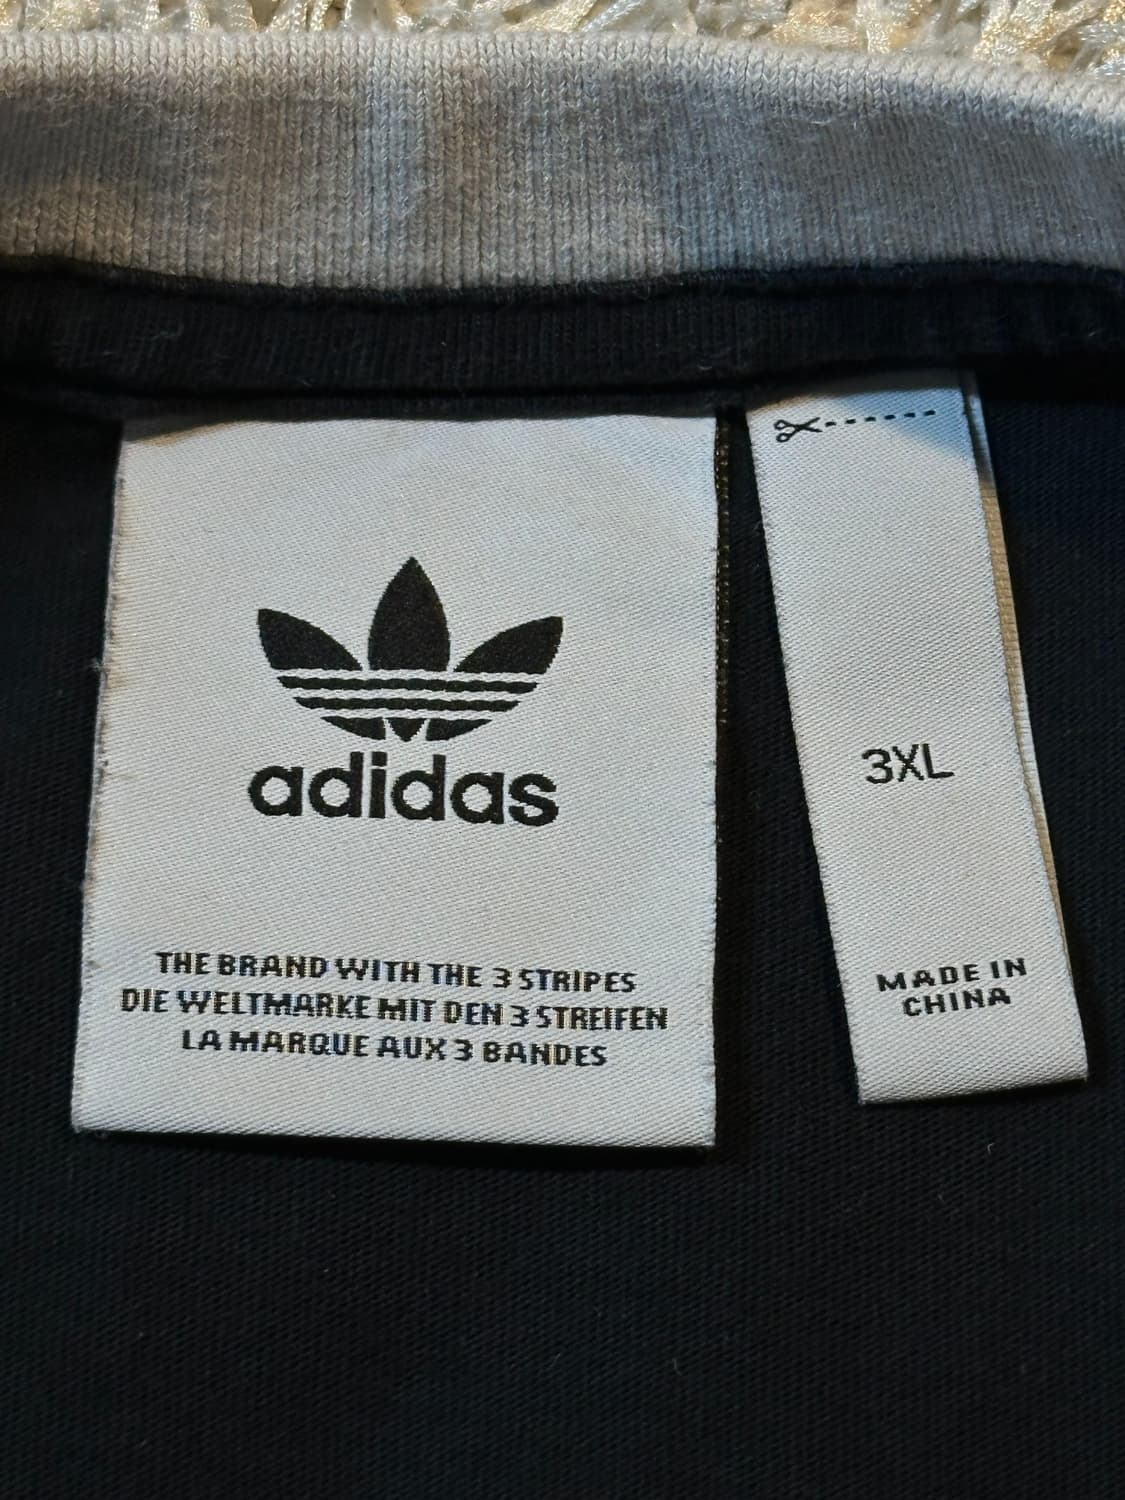 adidas
THE BRAND WITH THE 3 STRIPES
DIE WELTMARKE MIT DEN 3 STREIFEN
LA MARQUE AUX 3 BANDES
3XL
MADE IN
CHINA